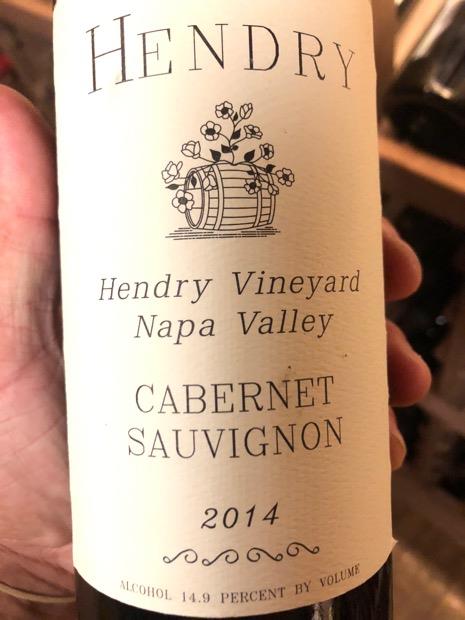 HENDRY
Hendry Vineyard
Napa Valley
CABERNET
SAUVIGNON
2014
ALCOHOL 14.9 PERCENT BY VOLUME